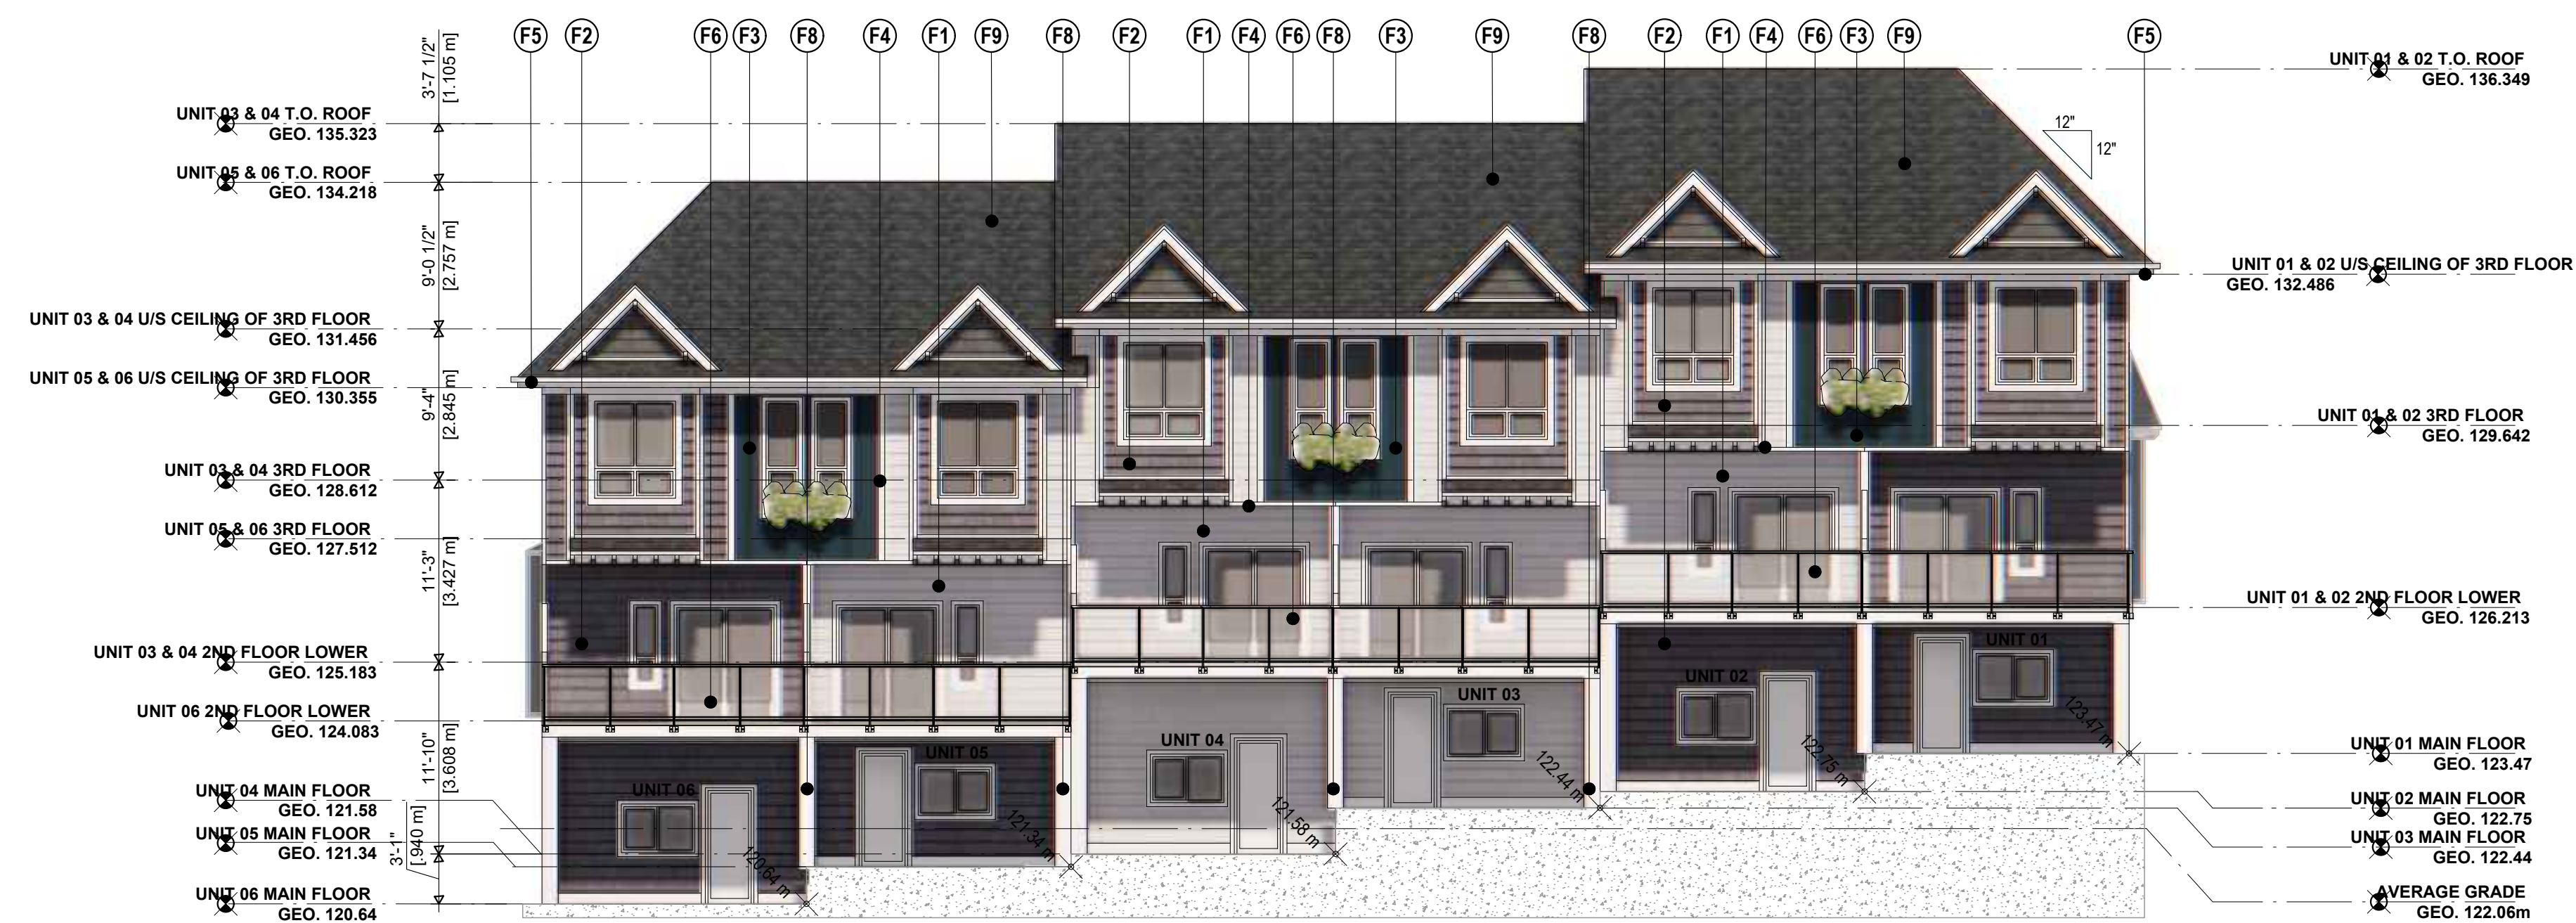 F5
F2
F6
F3
F8
F4
F1
F9
F8
F2
F1
F4
F6
F8
F3
F9
F8
F2
F1
F4
F6
F3
F9
F5
UNIT 03 & 04 T.O. ROOF
GEO. 135.323
UNIT 05 & 06 T.O. ROOF
GEO. 134.218
UNIT 03 & 04 U/S CEILING OF 3RD FLOOR
GEO. 131.456
UNIT 05 & 06 U/S CEILING OF 3RD FLOOR
GEO. 130.355
UNIT 03 & 04 3RD FLOOR
GEO. 128.612
UNIT 05 & 06 3RD FLOOR
GEO. 127.512
UNIT 03 & 04 2ND FLOOR LOWER
GEO. 125.183
UNIT 06 2ND FLOOR LOWER
GEO. 124.083
UNIT 04 MAIN FLOOR
GEO. 121.58
UNIT 05 MAIN FLOOR
GEO. 121.34
UNIT 06 MAIN FLOOR
GEO. 120.64
3'-7 1/2"
[1.105 m]
9'-0 1/2"
[2.757 m]
9'-4"
[2.845 m]
11'-3"
[3.427 m]
11'-10"
[3.608 m]
3'-1"
[.940 m]
12"
12"
UNIT 06
UNIT 05
UNIT 04
UNIT 03
UNIT 02
UNIT 01
120.64 m
121.34 m
121.58 m
122.44 m
122.75 m
123.47 m
UNIT 01 & 02 T.O. ROOF
GEO. 136.349
UNIT 01 & 02 U/S CEILING OF 3RD FLOOR
GEO. 132.486
UNIT 01 & 02 3RD FLOOR
GEO. 129.642
UNIT 01 & 02 2ND FLOOR LOWER
GEO. 126.213
UNIT 01 MAIN FLOOR
GEO. 123.47
UNIT 02 MAIN FLOOR
GEO. 122.75
UNIT 03 MAIN FLOOR
GEO. 122.44
AVERAGE GRADE
GEO. 122.06m